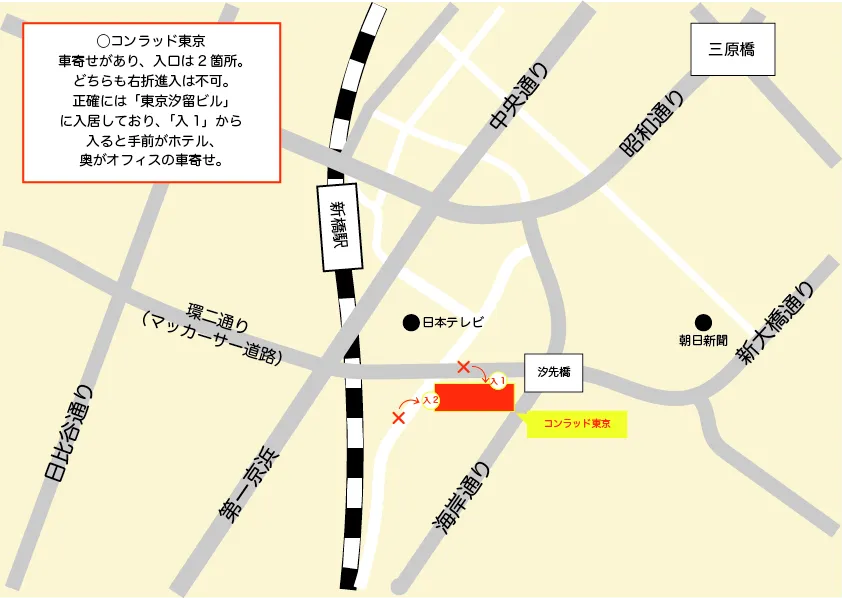 ○コンラッド東京
車寄せがあり、入口は2箇所。
どちらも右折進入は不可。
正確には「東京汐留ビル」
に入居しており、「入1」から
入ると手前がホテル、
奥がオフィスの車寄せ。
三原橋
中央通り
昭和通り
新橋駅
環二通り
(マッカーサー道路)
日本テレビ
朝日新聞
新大橋通り
汐先橋
入1
入2
コンラッド東京
日比谷通り
第一京浜
海岸通り